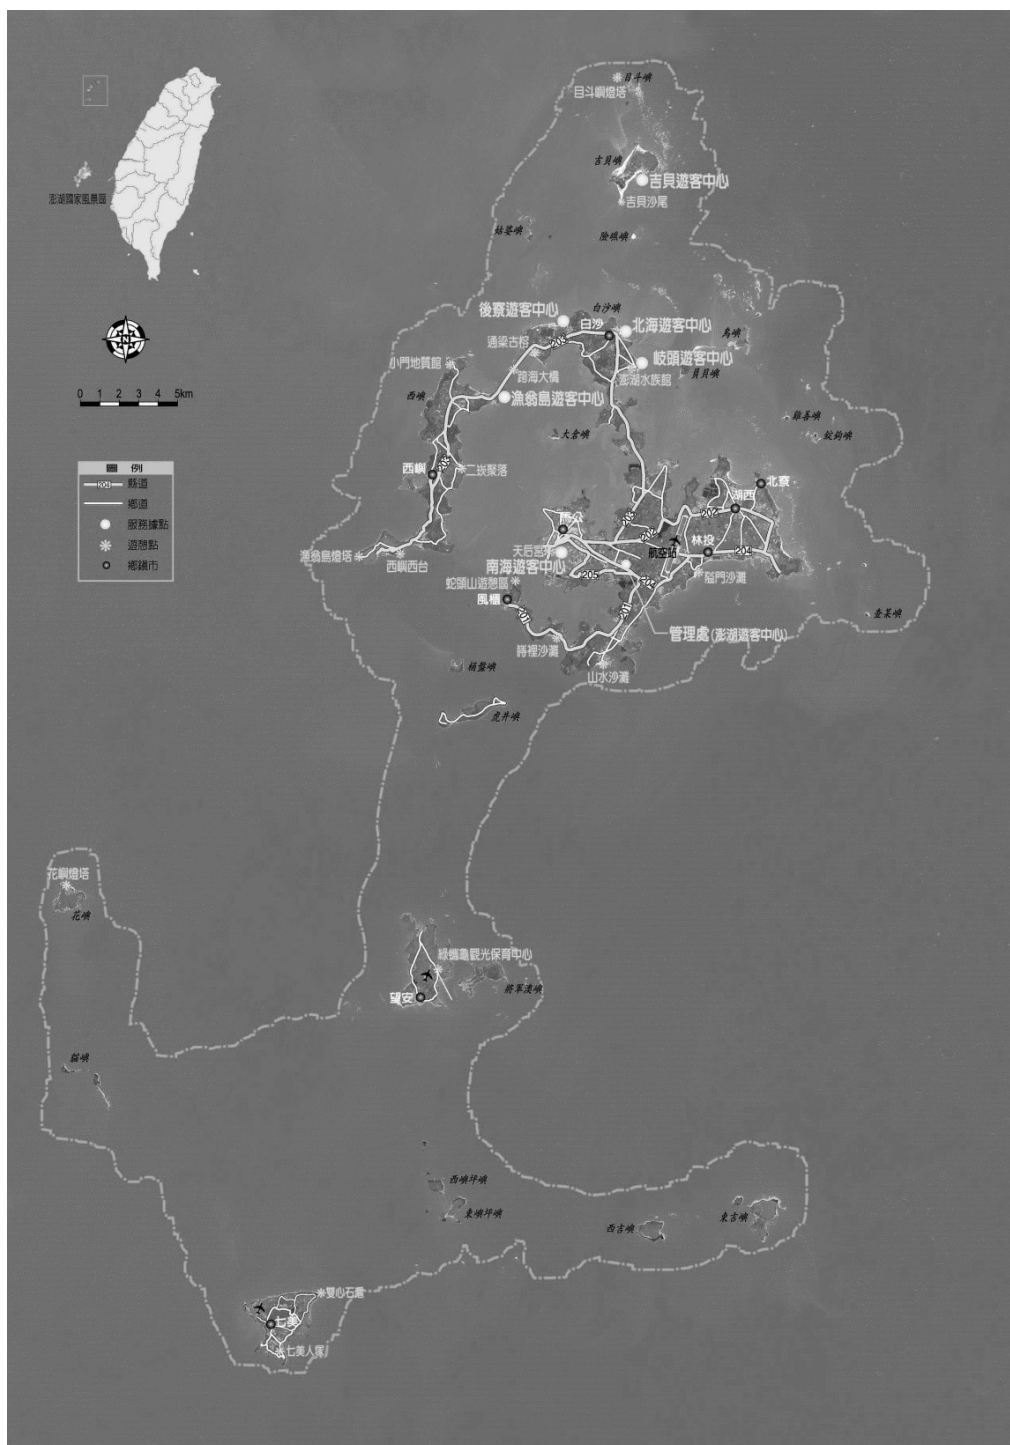 澎湖國家風景區
N
0 1 2 3 4 5km
圖 例
204 縣道
鄉道
服務據點
遊憩點
鄉鎮市
目斗嶼
目斗嶼燈塔
吉貝嶼
吉貝遊客中心
吉貝沙尾
姑婆嶼
險礁嶼
後寮遊客中心
白沙嶼
白沙
北海遊客中心
通梁古榕
203
鳥嶼
岐頭遊客中心
小門地質館
跨海大橋
澎湖水族館
員貝嶼
西嶼
漁翁島遊客中心
雞善嶼
大倉嶼
錠鉤嶼
西嶼
203
二崁聚落
北寮
湖西
馬公
203
202
202
天后宮
林投
航空站
204
漁翁島燈塔
西嶼西台
南海遊客中心
205
隘門沙灘
蛇頭山遊憩區
風櫃
201
201
查某嶼
管理處(澎湖遊客中心)
嵵裡沙灘
桶盤嶼
山水沙灘
虎井嶼
花嶼燈塔
花嶼
綠蠵龜觀光保育中心
將軍澳嶼
望安
貓嶼
西嶼坪嶼
東嶼坪嶼
西吉嶼
東吉嶼
雙心石滬
七美
七美人塚